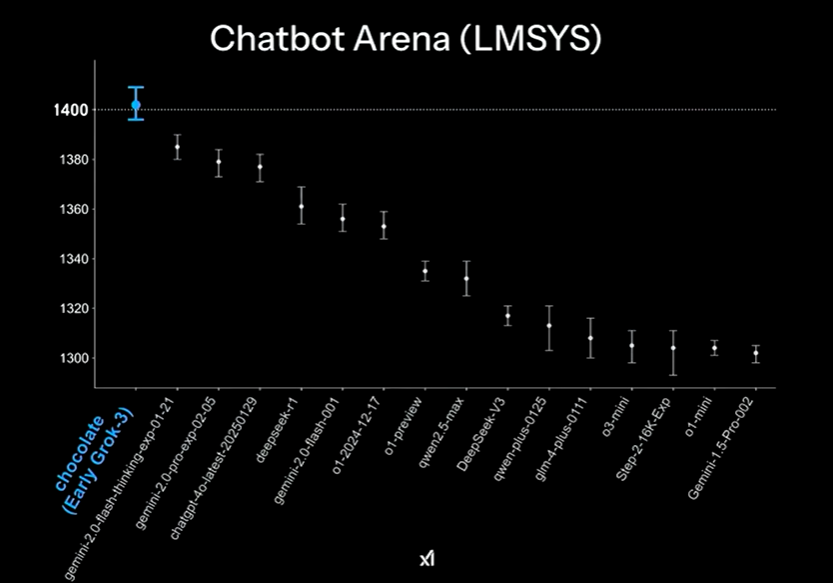 Chatbot Arena (LMSYS)
1400
1380
1360
1340
1320
1300
chocolate
(Early Grok-3)
gemini-2.0-flash-thinking-exp-01-21
gemini-2.0-pro-exp-02-05
chatgpt-4o-latest-20250129
deepseek-r1
gemini-2.0-flash-001
o1-2024-12-17
o1-preview
qwen2.5-max
DeepSeek-V3
qwen-plus-0125
glm-4-plus-0111
o3-mini
Step-2-16K-Exp
o1-mini
Gemini-1.5-Pro-002
xI